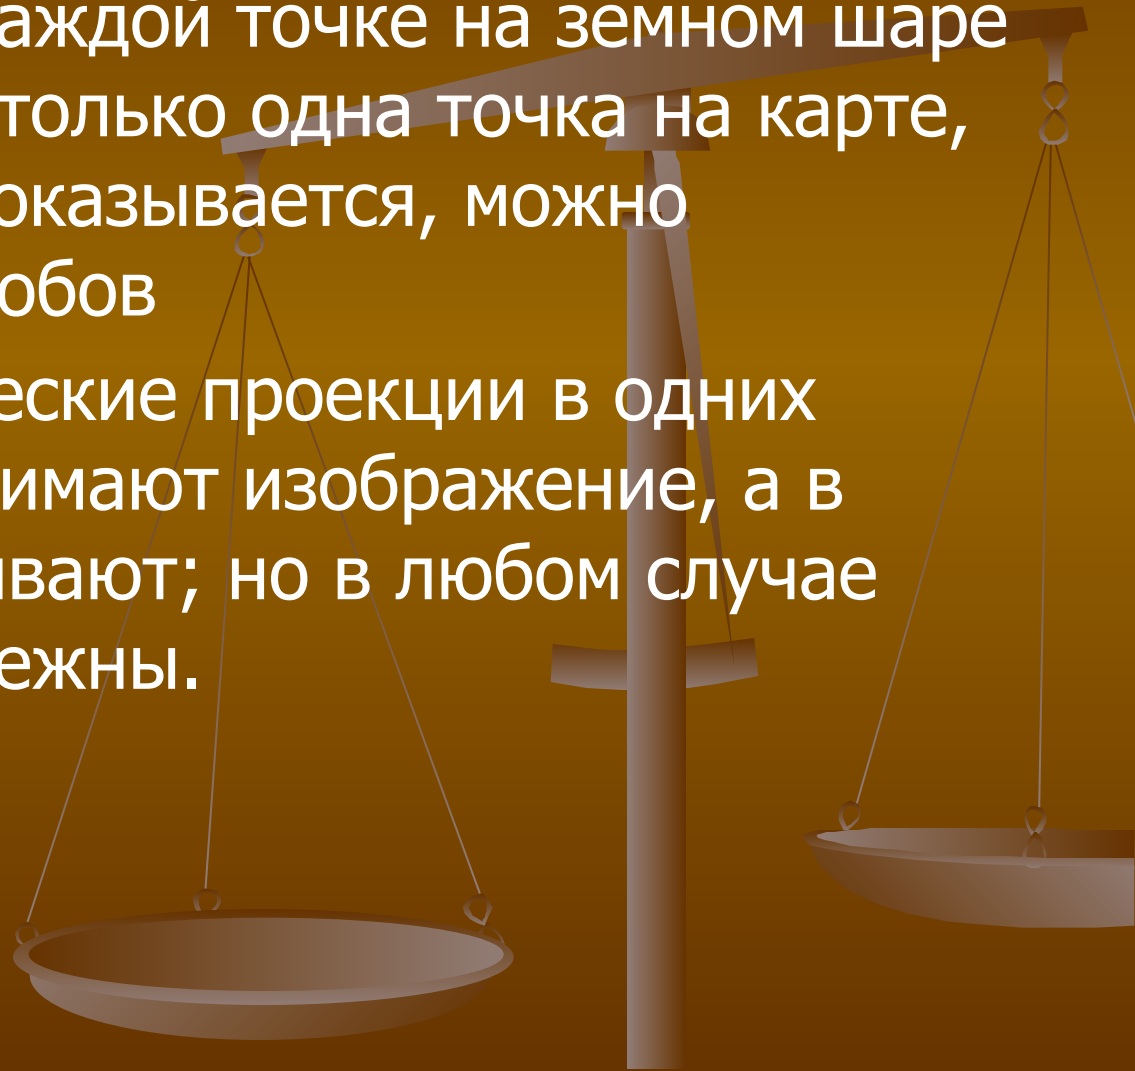 аждой точке на земном шаре
только одна точка на карте,
оказывается, можно
обов
еские проекции в одних
имают изображение, а в
ивают; но в любом случае
ежны.